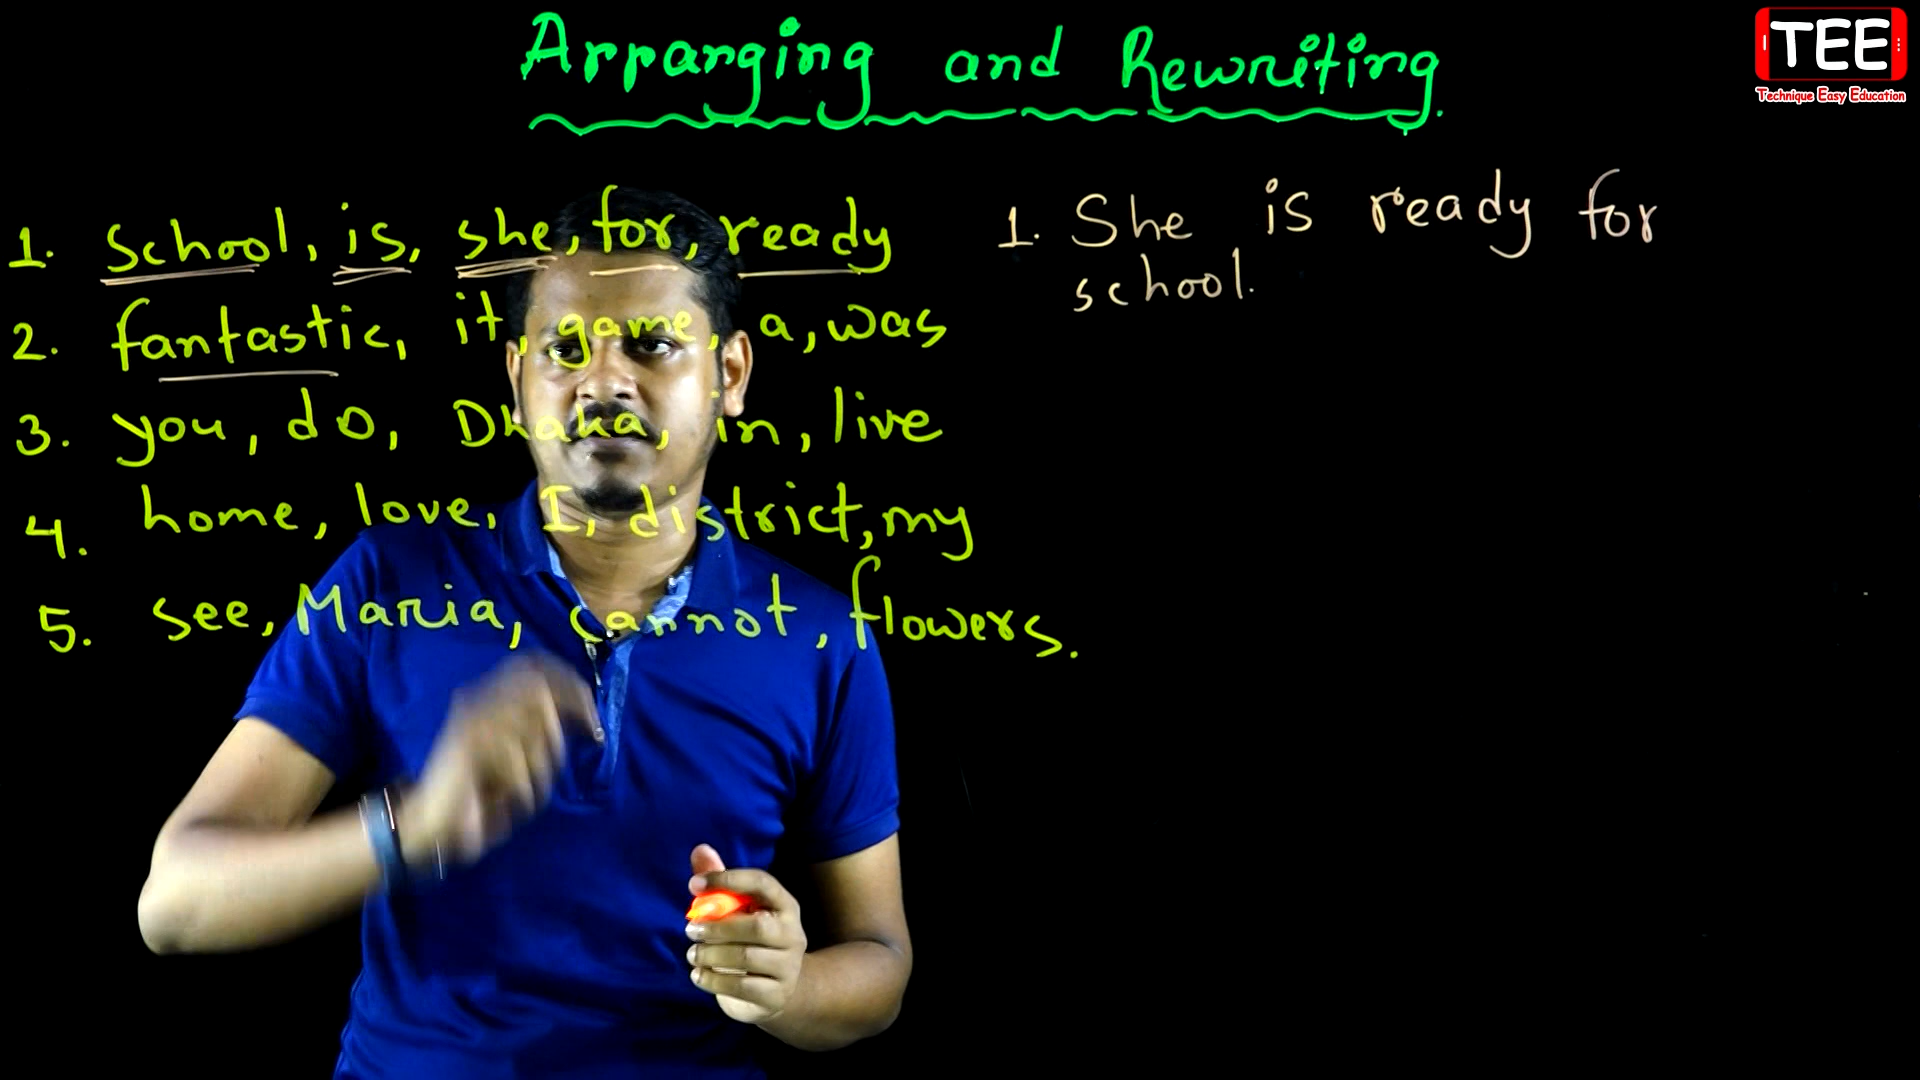 Arranging and Rewriting.
TEE
Technique Easy Education
1. School, is, she, for, ready
2. fantastic, it, game, a, was
3. you, do, Dhaka, in, live
4. home, love, I, district, my
5. see, Maria, cannot, flowers.
1. She is ready for
school.